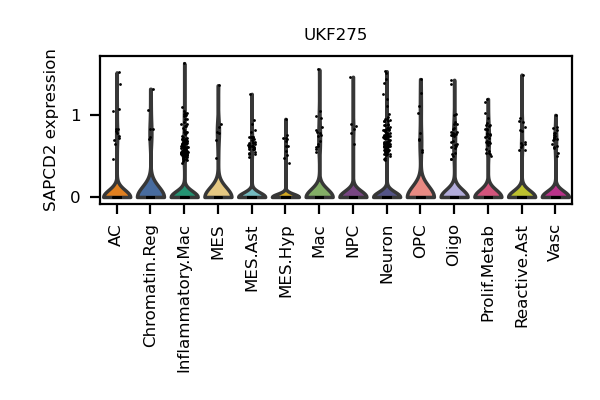 UKF275
SAPCD2 expression
1
0
AC
Chromatin.Reg
Inflammatory.Mac
MES
MES.Ast
MES.Hyp
Mac
NPC
Neuron
OPC
Oligo
Prolif.Metab
Reactive.Ast
Vasc